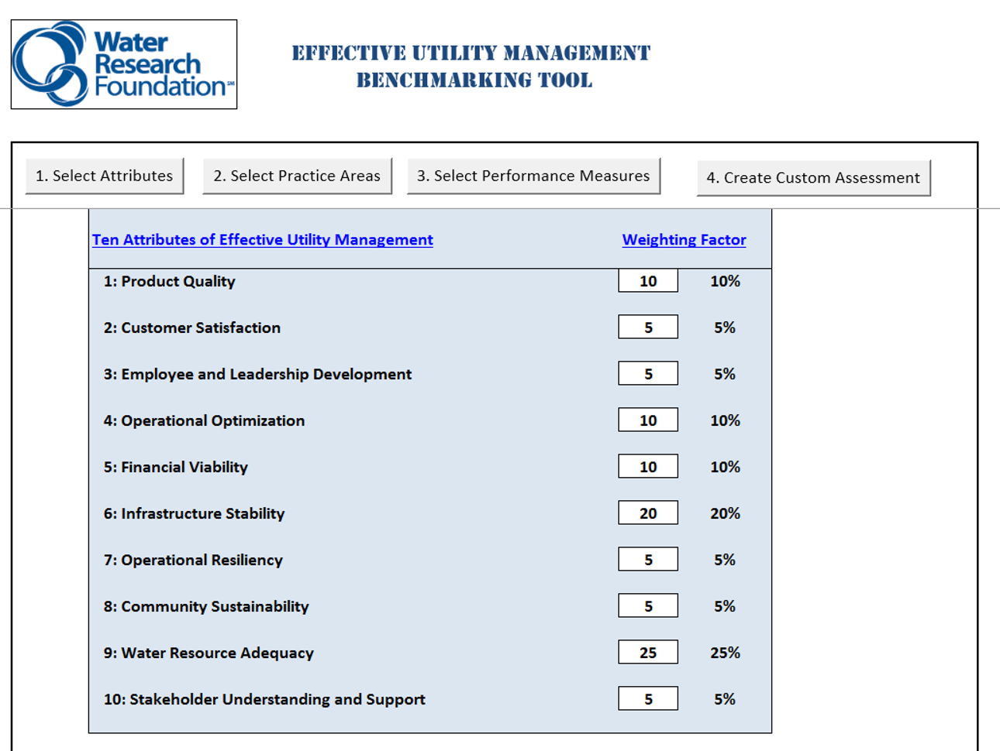 Water
Research
Foundation℠
EFFECTIVE UTILITY MANAGEMENT
BENCHMARKING TOOL
1. Select Attributes 2. Select Practice Areas 3. Select Performance Measures 4. Create Custom Assessment
Ten Attributes of Effective Utility Management Weighting Factor
1: Product Quality 10 10%
2: Customer Satisfaction 5 5%
3: Employee and Leadership Development 5 5%
4: Operational Optimization 10 10%
5: Financial Viability 10 10%
6: Infrastructure Stability 20 20%
7: Operational Resiliency 5 5%
8: Community Sustainability 5 5%
9: Water Resource Adequacy 25 25%
10: Stakeholder Understanding and Support 5 5%